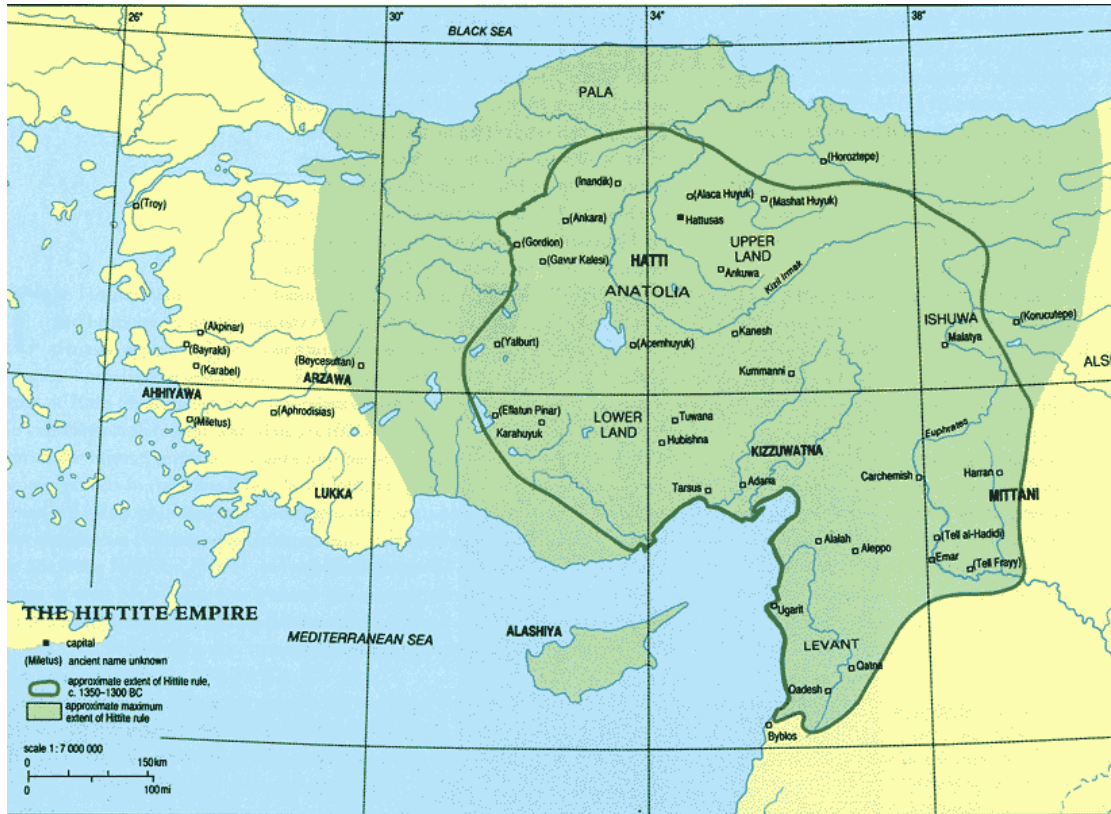 26°
30°
34°
38°
BLACK SEA
PALA
(Horoztepe)
(Inandik)
(Alaca Huyuk)
(Mashat Huyuk)
(Troy)
(Ankara)
Hattusas
(Gordion)
UPPER
LAND
(Gavur Kalesi)
HATTI
Ankuwa
Kizil Irmak
ANATOLIA
ISHUWA
(Korucutepe)
(Akpinar)
Kanesh
(Bayrakli)
(Yalburt)
(Acemhuyuk)
Malatya
(Karabel)
(Beycesultan)
ALSU
ARZAWA
Kummanni
AHHIYAWA
(Miletus)
(Aphrodisias)
(Eflatun Pinar)
Karahuyuk
LOWER
LAND
Tuwana
Hubishna
Euphrates
KIZZUWATNA
Carchemish
Harran
LUKKA
Tarsus
Adana
MITTANI
Alalah
Aleppo
(Tell al-Hadidi)
Emar
(Tell Frayy)
Ugarit
THE HITTITE EMPIRE
MEDITERRANEAN SEA
ALASHIYA
LEVANT
capital
(Miletus) ancient name unknown
Qatna
approximate extent of Hittite rule,
c. 1350–1300 BC
Qadesh
approximate maximum
extent of Hittite rule
Byblos
scale 1 : 7 000 000
0 150km
0 100mi